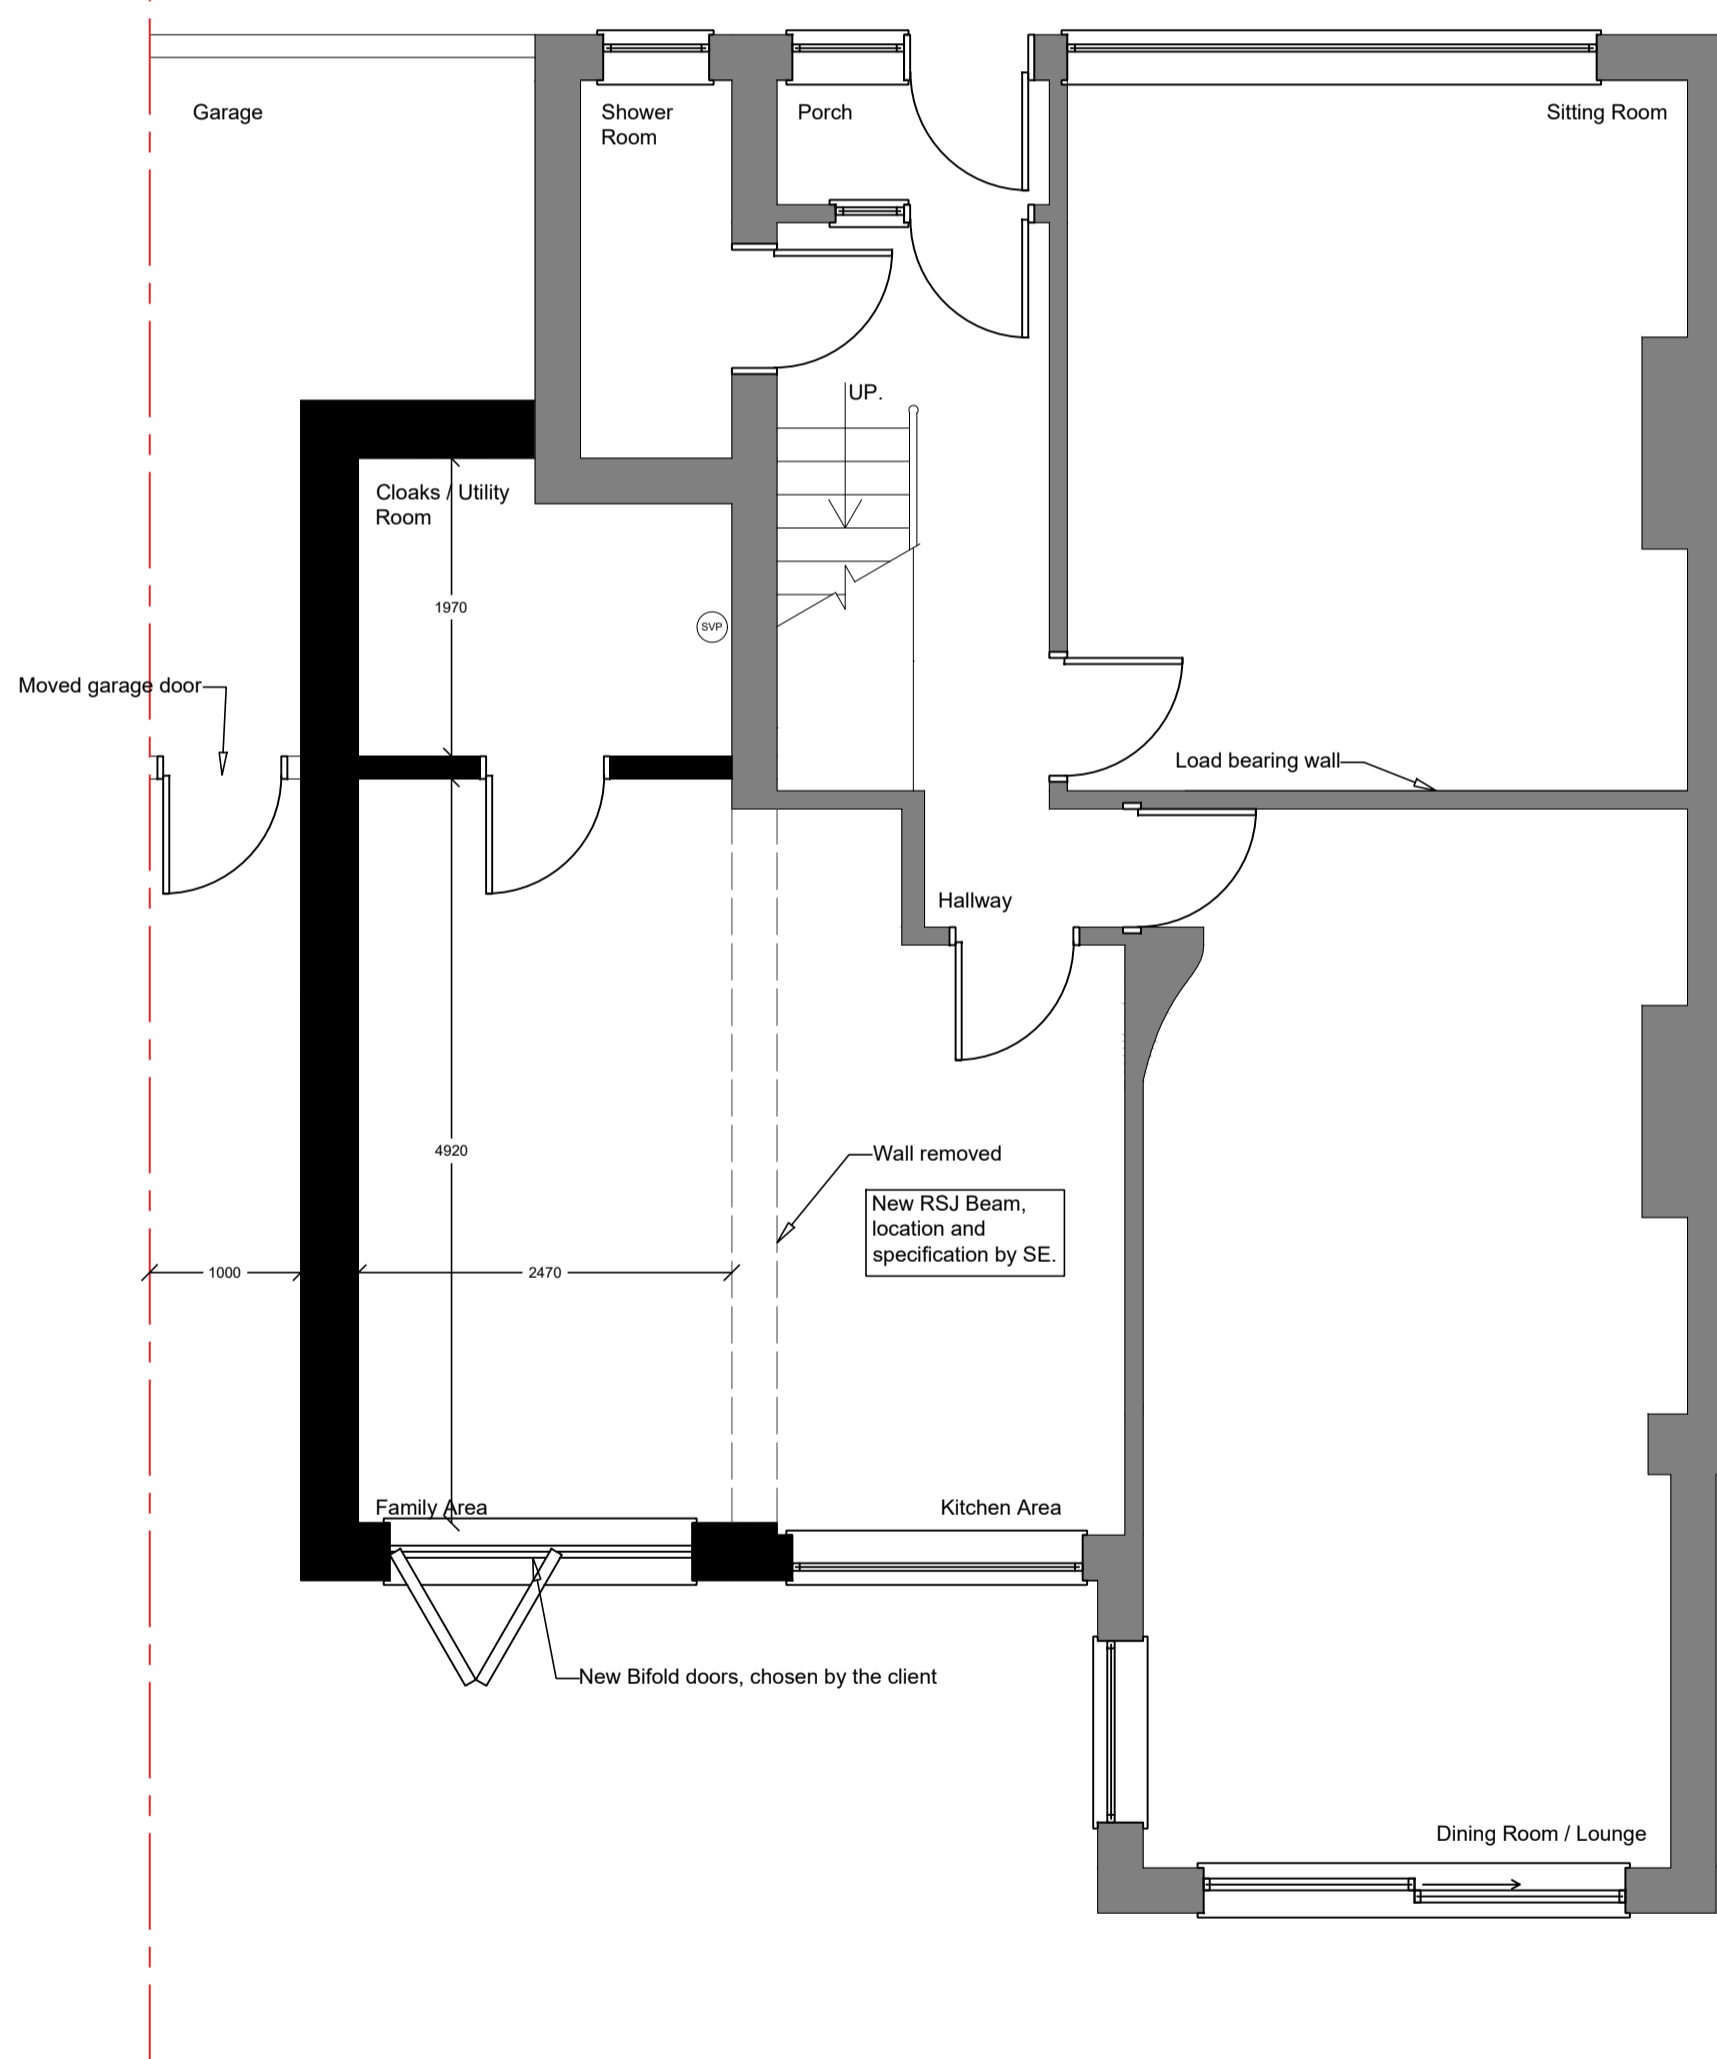 Garage
Shower
Room
Porch
Sitting Room
UP.
Cloaks / Utility
Room
1970
SVP
Moved garage door
Load bearing wall
Hallway
4920
Wall removed
New RSJ Beam,
location and
specification by SE.
1000
2470
Family Area
Kitchen Area
New Bifold doors, chosen by the client
Dining Room / Lounge